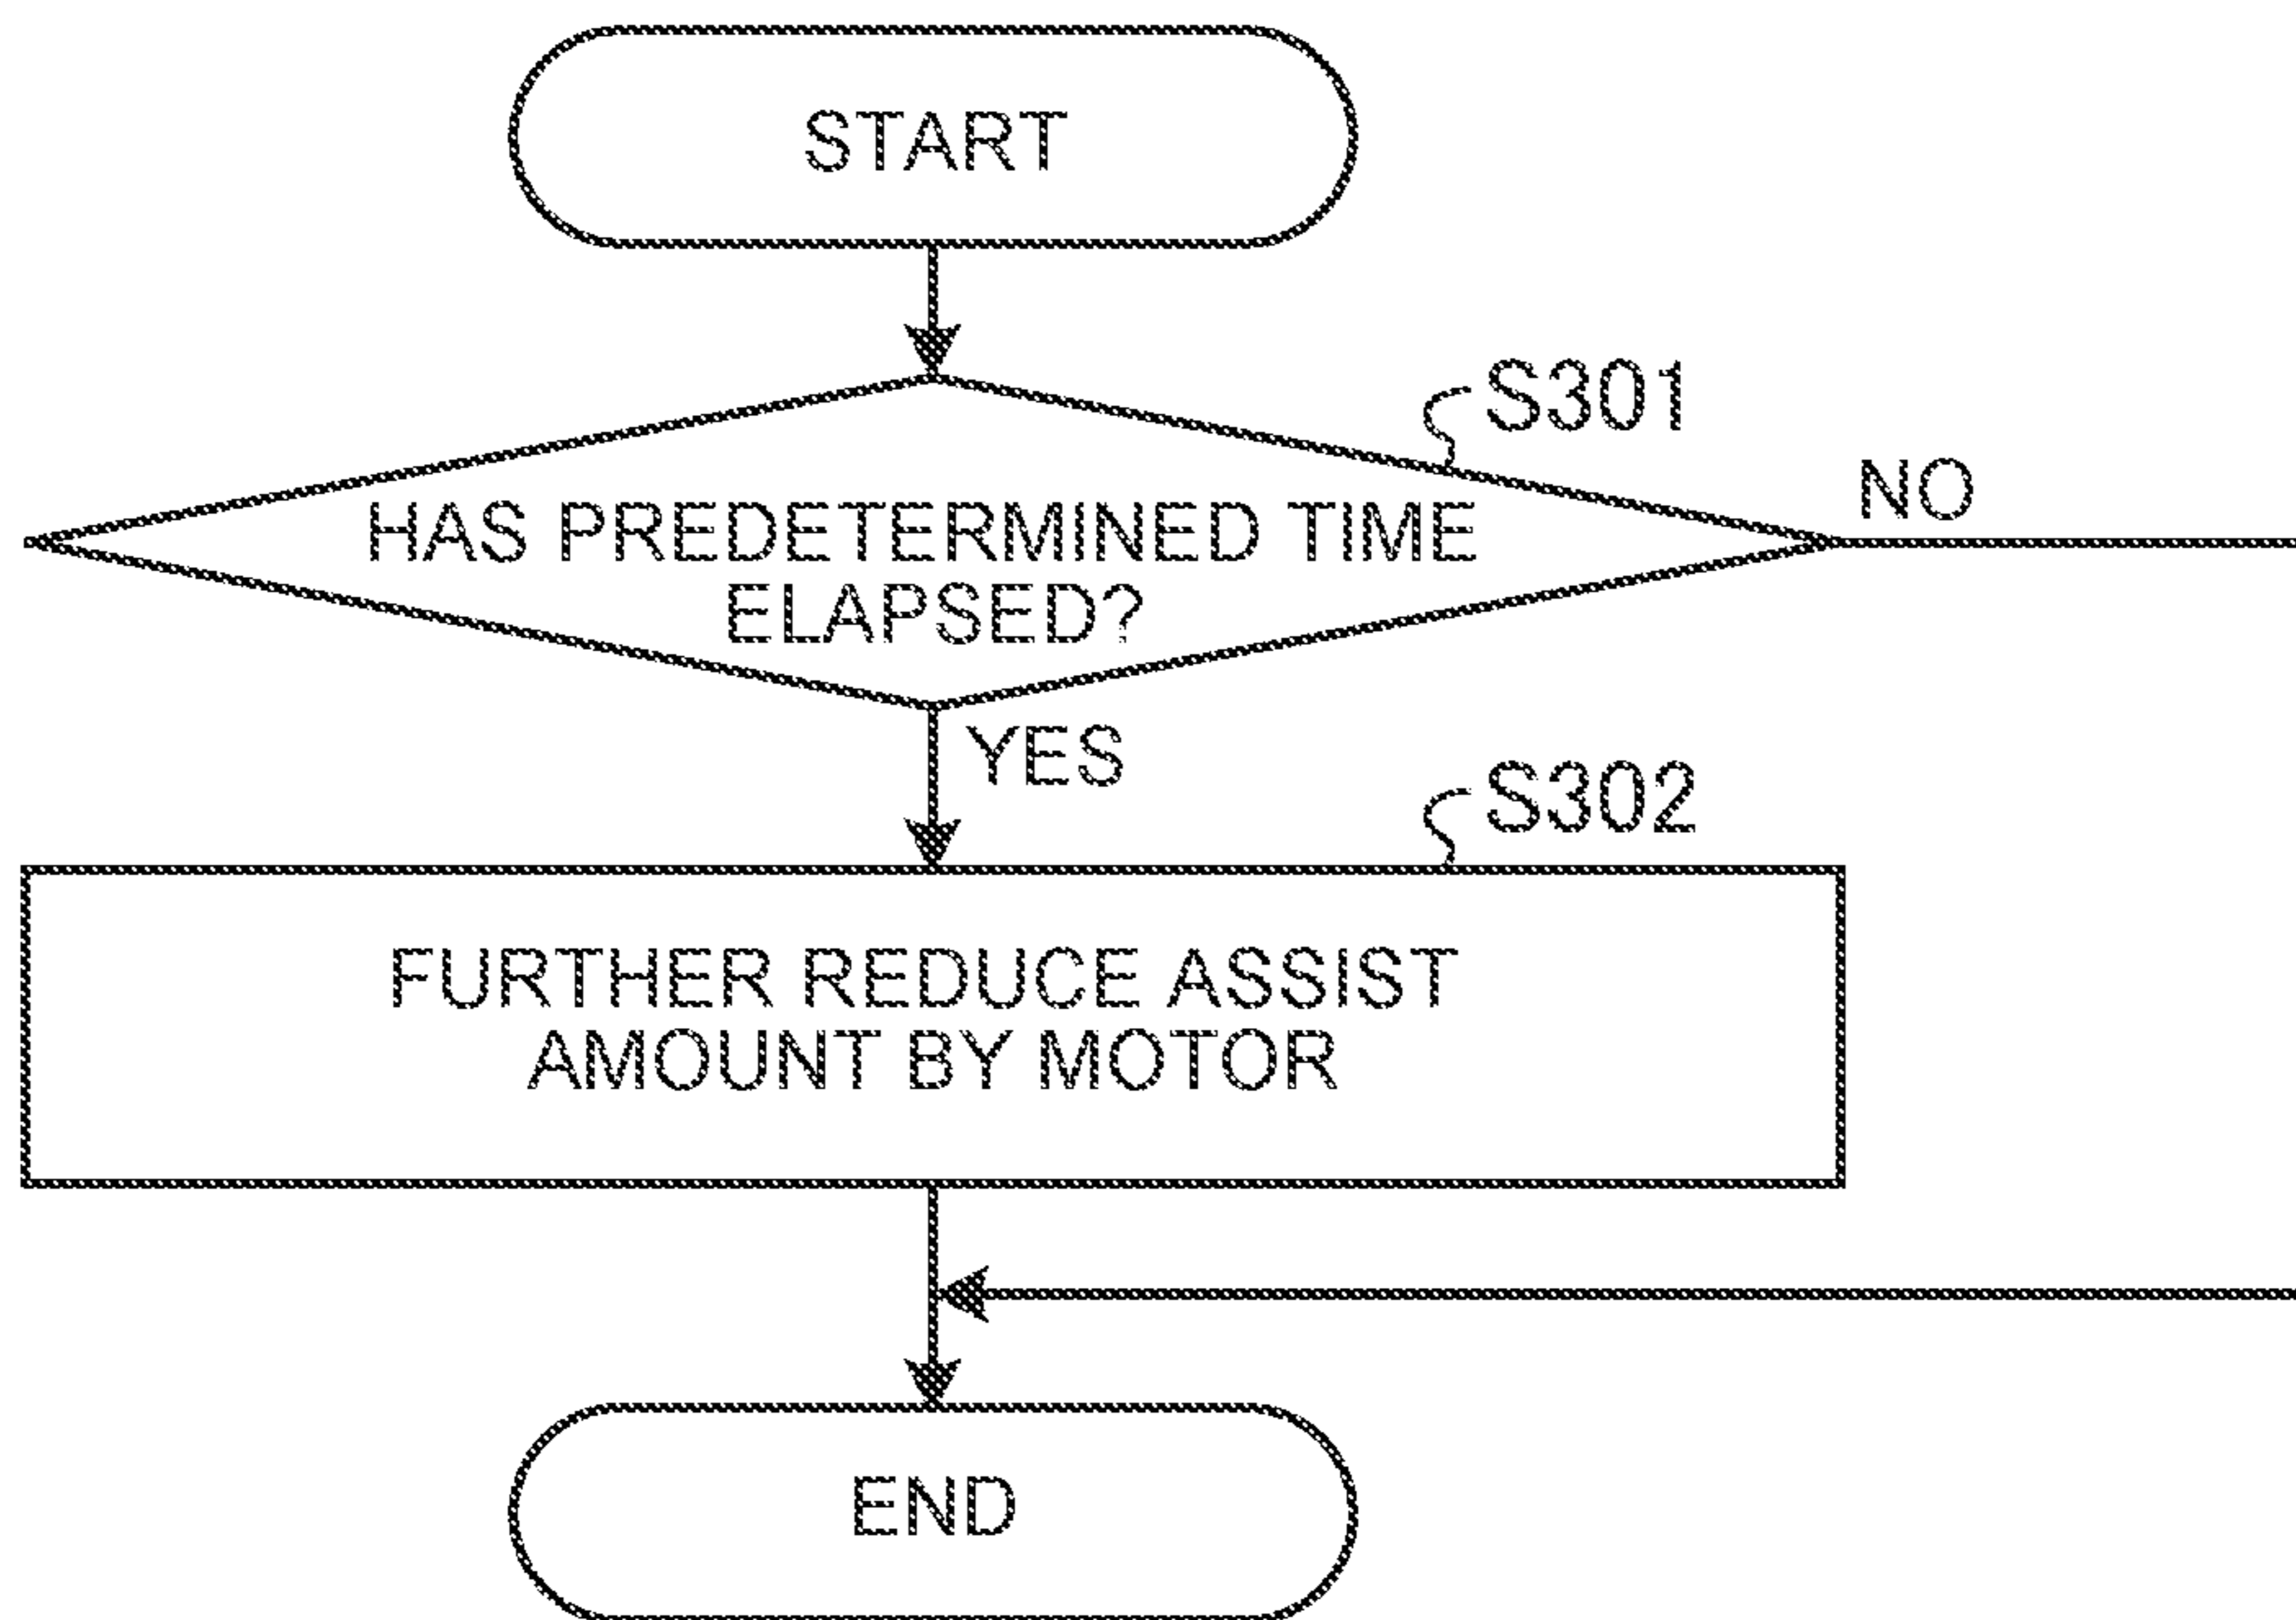 START
S301
NO
HAS PREDETERMINED TIME
ELAPSED?
YES
S302
FURTHER REDUCE ASSIST
AMOUNT BY MOTOR
END